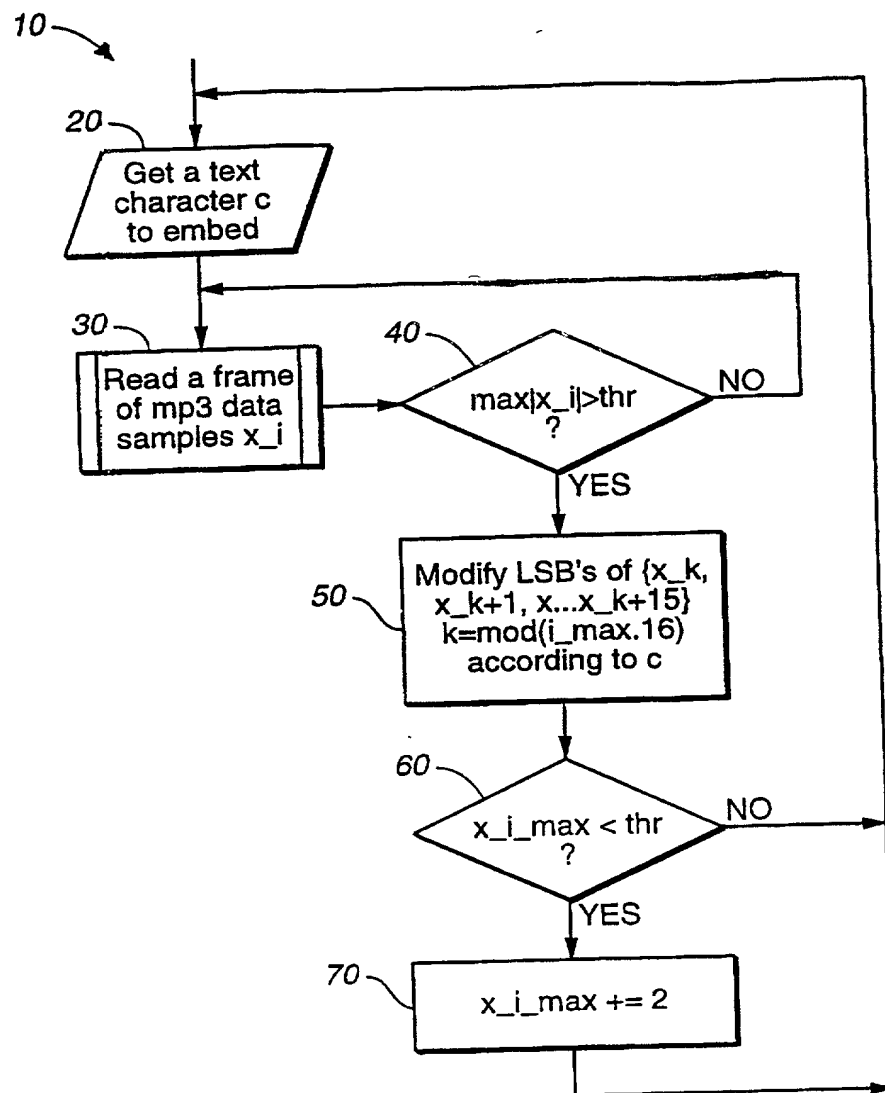 10
20
Get a text
character c
to embed
30
Read a frame
of mp3 data
samples x_i
40
max|x_i|>thr
?
NO
YES
50
Modify LSB's of {x_k,
x_k+1, x...x_k+15}
k=mod(i_max.16)
according to c
60
x_i_max < thr
?
NO
YES
70
x_i_max += 2